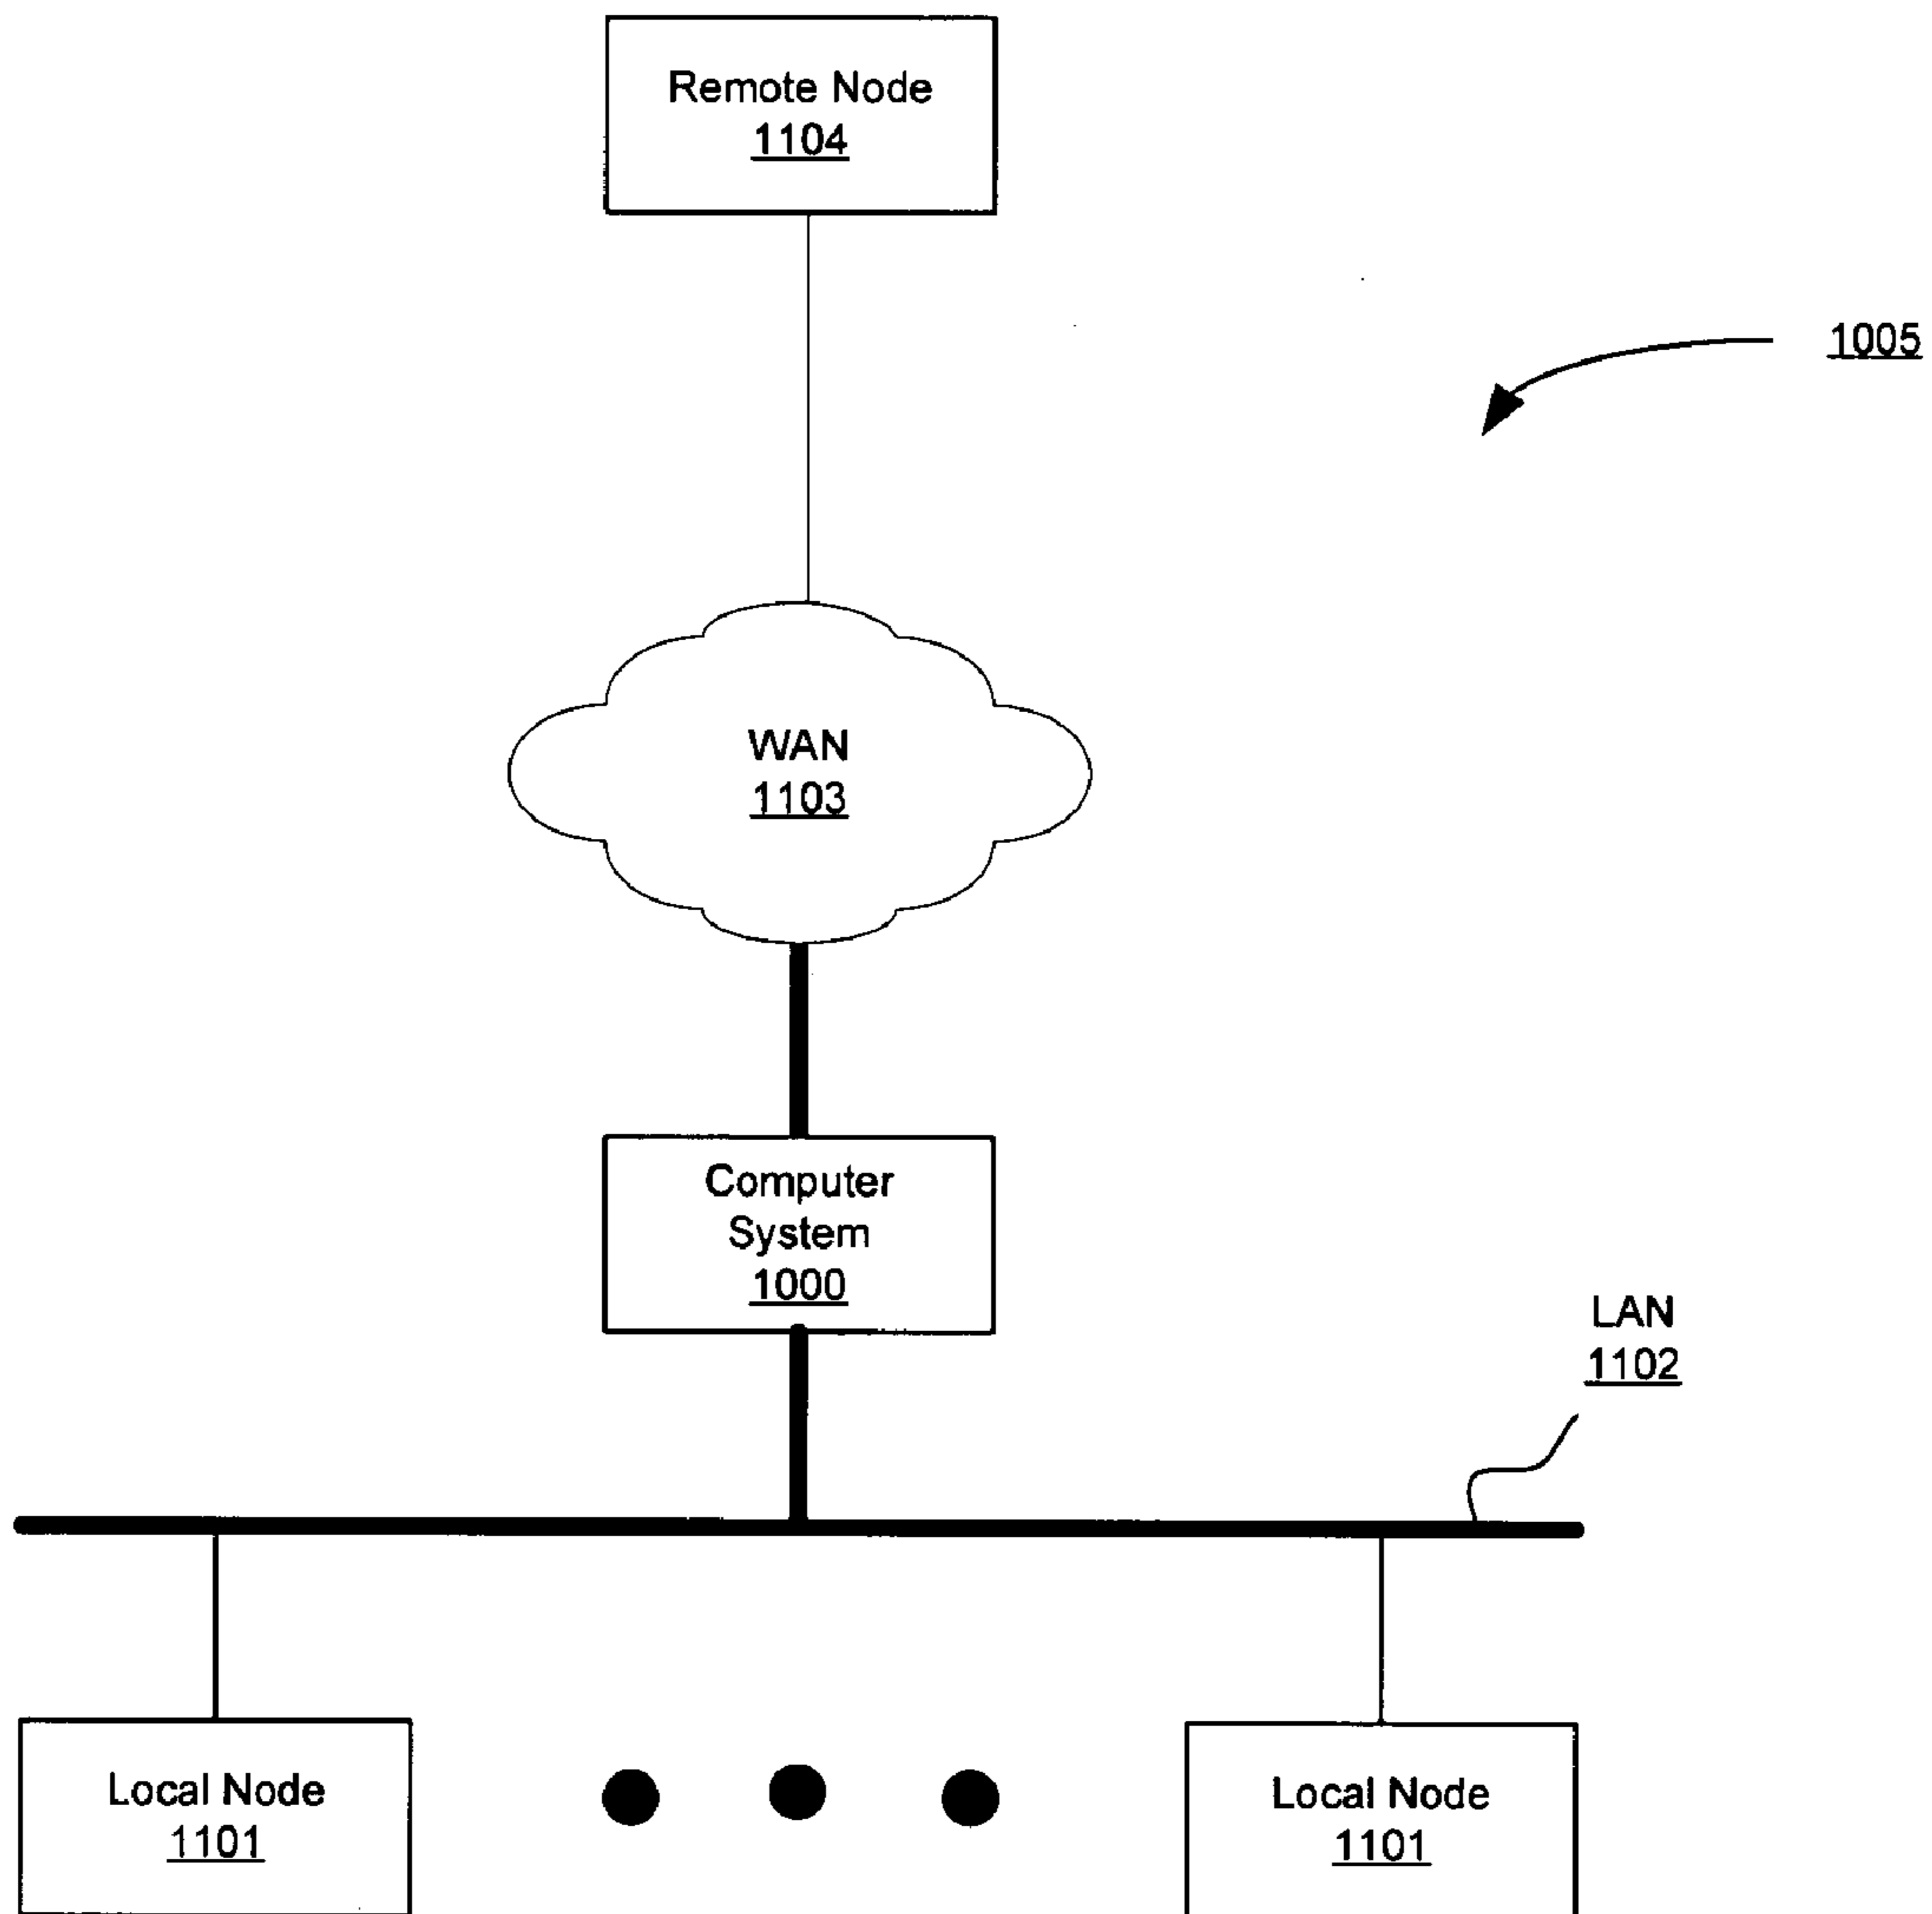 Remote Node
1104
1005
WAN
1103
Computer
System
1000
LAN
1102
Local Node
1101
Local Node
1101